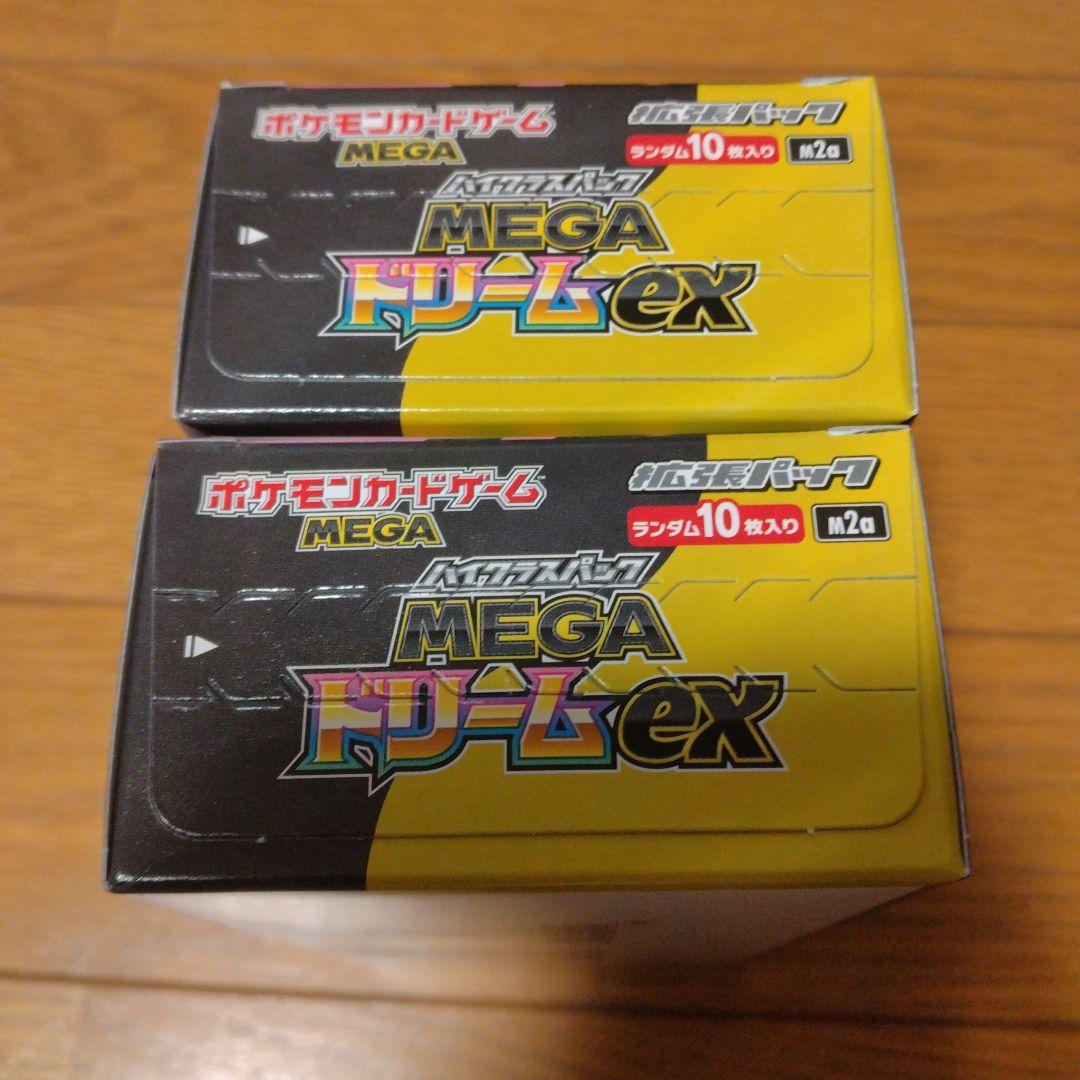 ポケモンカードゲーム
MEGA
拡張パック
ランダム10枚入り M2a
ハイクラスパック
MEGA
ドリームex
ポケモンカードゲーム
MEGA
拡張パック
ランダム10枚入り M2a
ハイクラスパック
MEGA
ドリームex